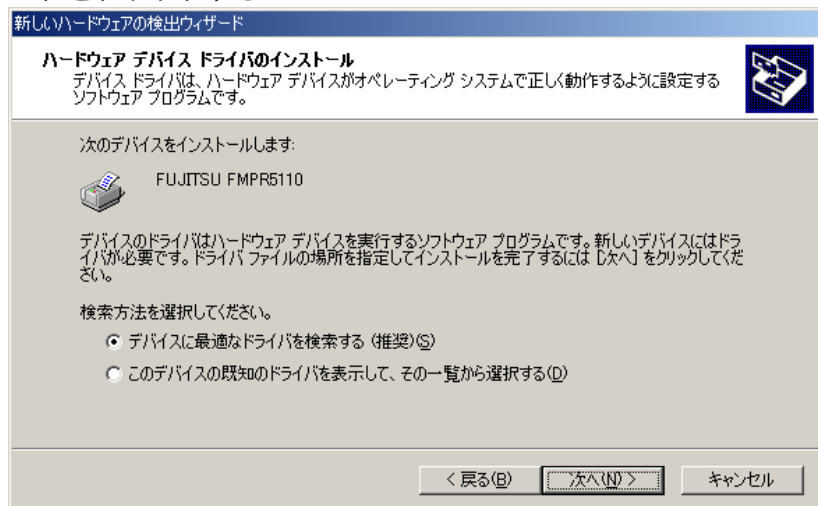 新しいハードウェアの検出ウィザード
ハードウェア デバイス ドライバのインストール
デバイス ドライバは、ハードウェア デバイスがオペレーティング システムで正しく動作するように設定する
ソフトウェア プログラムです。
次のデバイスをインストールします:
FUJITSU FMPR5110
デバイスのドライバはハードウェア デバイスを実行するソフトウェア プログラムです。新しいデバイスにはドラ
イバが必要です。ドライバ ファイルの場所を指定してインストールを完了するには [次へ] をクリックしてくだ
さい。
検索方法を選択してください。
デバイスに最適なドライバを検索する (推奨)(S)
このデバイスの既知のドライバを表示して、その一覧から選択する(D)
< 戻る(B) 次へ(N) > キャンセル